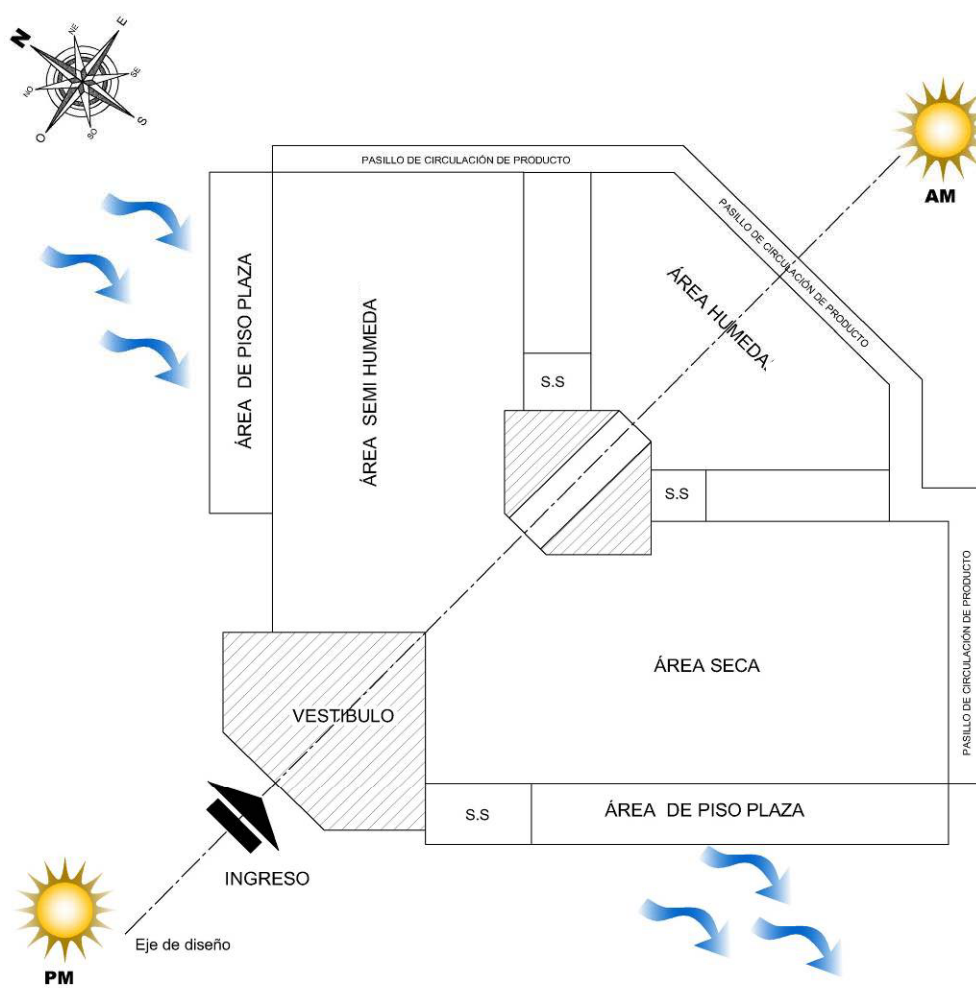 N
NE
E
SE
S
SO
O
NO
PASILLO DE CIRCULACIÓN DE PRODUCTO
AM
PASILLO DE CIRCULACIÓN DE PRODUCTO
ÁREA DE PISO PLAZA
ÁREA SEMI HUMEDA
ÁREA HUMEDA
S.S
S.S
ÁREA SECA
PASILLO DE CIRCULACIÓN DE PRODUCTO
VESTIBULO
S.S
ÁREA DE PISO PLAZA
INGRESO
Eje de diseño
PM